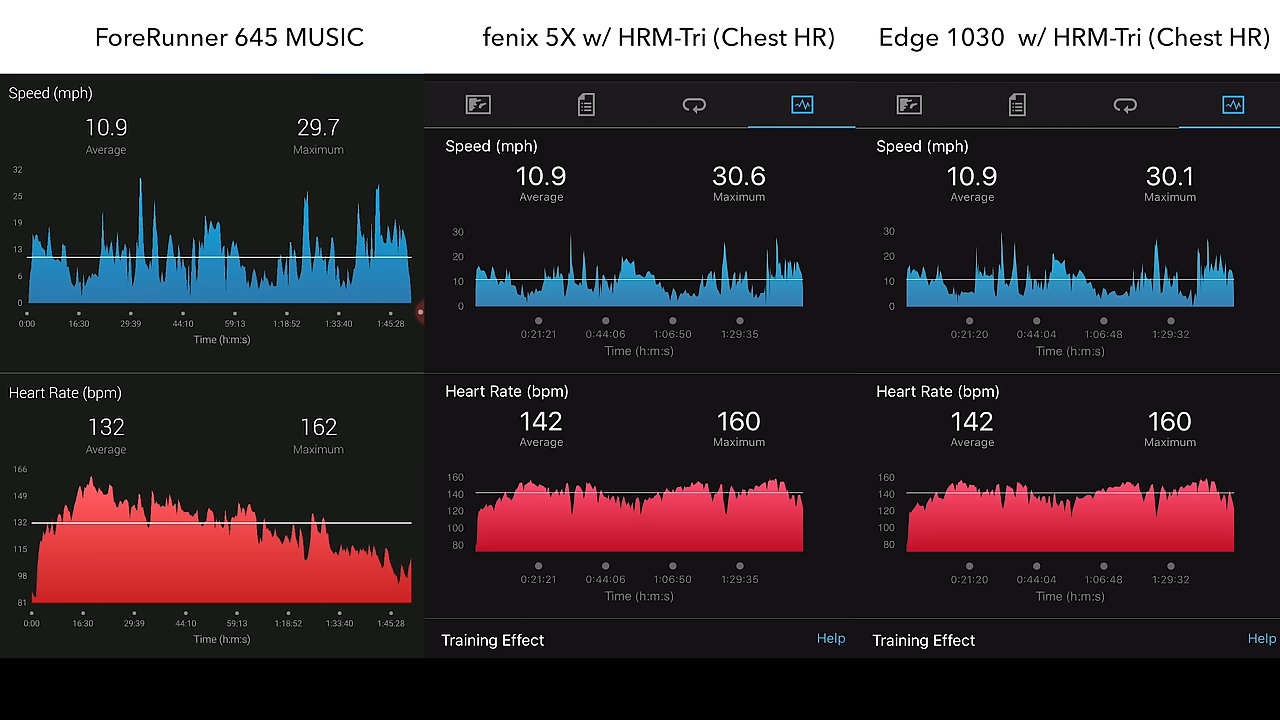 ForeRunner 645 MUSIC
fenix 5X w/ HRM-Tri (Chest HR)
Edge 1030 w/ HRM-Tri (Chest HR)
Speed (mph)
10.9
29.7
Average
Maximum
32
25
19
13
6
0
0:00 16:30 29:39 44:10 59:13 1:18:52 1:33:40 1:45:28
Time (h:m:s)
Heart Rate (bpm)
132
162
Average
Maximum
166
149
132
115
98
81
0:00 16:30 29:39 44:10 59:13 1:18:52 1:33:40 1:45:28
Time (h:m:s)
Speed (mph)
10.9
30.6
Average
Maximum
30
20
10
0
0:21:21 0:44:06 1:06:50 1:29:35
Time (h:m:s)
Heart Rate (bpm)
142
160
Average
Maximum
160
140
120
100
80
0:21:21 0:44:06 1:06:50 1:29:35
Time (h:m:s)
Training Effect
Help
Speed (mph)
10.9
30.1
Average
Maximum
30
20
10
0
0:21:20 0:44:04 1:06:48 1:29:32
Time (h:m:s)
Heart Rate (bpm)
142
160
Average
Maximum
160
140
120
100
80
0:21:20 0:44:04 1:06:48 1:29:32
Time (h:m:s)
Training Effect
Help